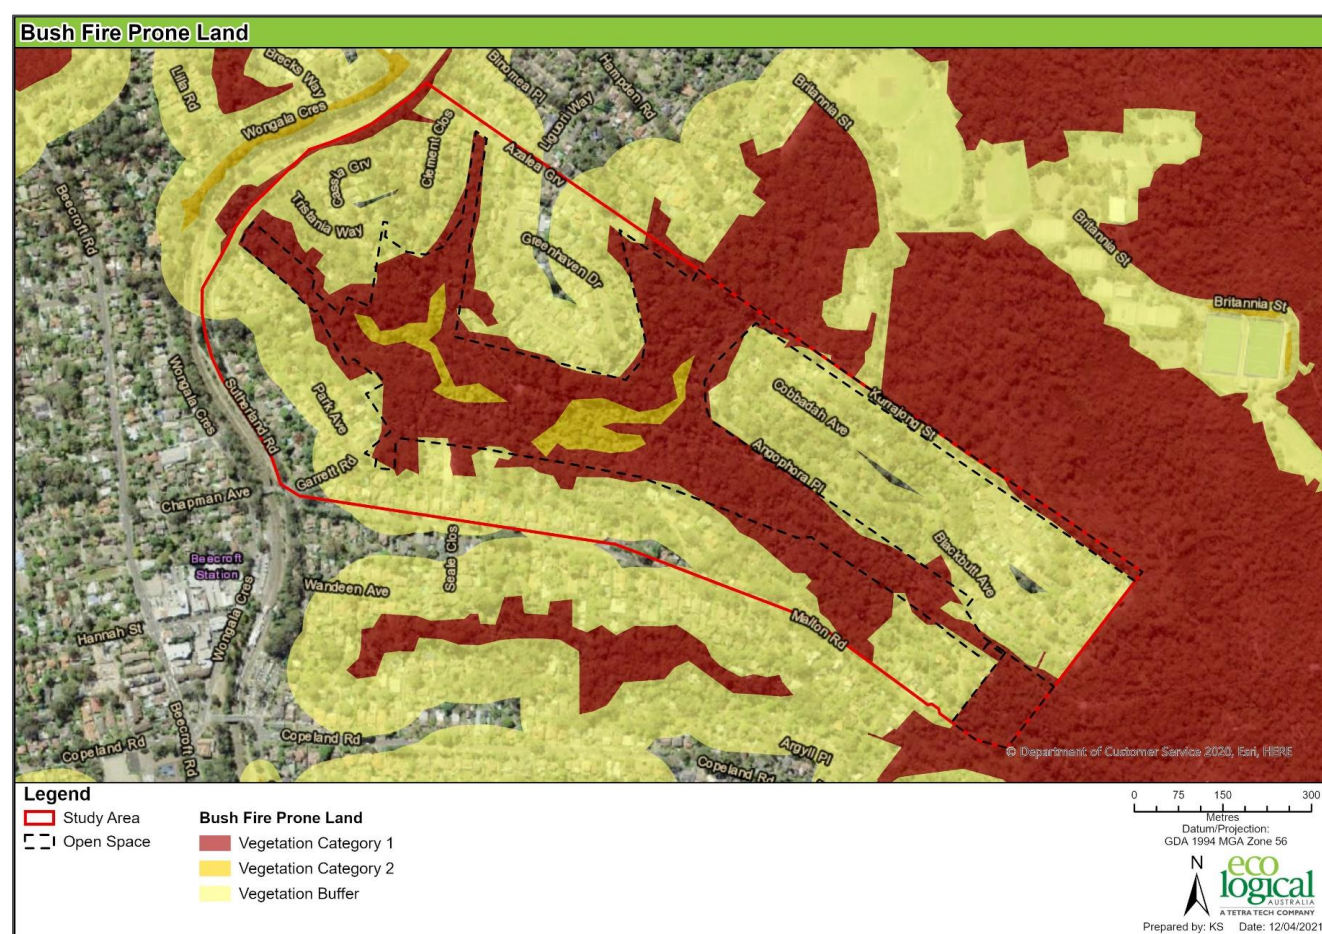 Bush Fire Prone Land
Brecks Way
Lilla Rd
Wongala Cres
Binomea Pl
Hampden Rd
Liguori Way
Britannia St
Clement Clos
Azalea Grv
Cassia Grv
Tristania Way
Beecroft Rd
Greenhaven Dr
Britannia St
Britannia St
Wongala Cres
Sutherland Rd
Park Ave
Cobbadah Ave
Kurrajong St
Angophora Pl
Garrett Rd
Chapman Ave
Beecroft
Station
Seale Clos
Blackbutt Ave
Wandeen Ave
Wongala Cres
Hannah St
Malton Rd
Beecroft Rd
Copeland Rd
Copeland Rd
Argyll Pl
Copeland Rd
© Department of Customer Service 2020, Esri, HERE
Legend
Study Area
Open Space
Bush Fire Prone Land
Vegetation Category 1
Vegetation Category 2
Vegetation Buffer
0 75 150 300
Metres
Datum/Projection:
GDA 1994 MGA Zone 56
N
eco
logical
AUSTRALIA
A TETRA TECH COMPANY
Prepared by: KS Date: 12/04/2021